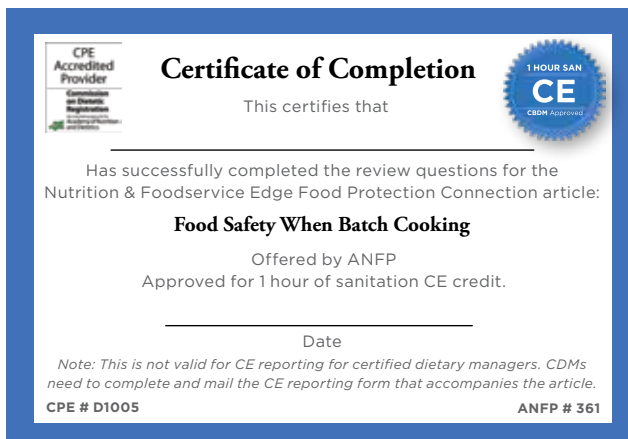 CPE
Accredited
Provider
Commission
on Dietetic
Registration
Certificate of Completion
This certifies that
1 HOUR SAN
CE
CBDM Approved
Has successfully completed the review questions for the
Nutrition & Foodservice Edge Food Protection Connection article:
Food Safety When Batch Cooking
Offered by ANFP
Approved for 1 hour of sanitation CE credit.
Date
Note: This is not valid for CE reporting for certified dietary managers. CDMs
need to complete and mail the CE reporting form that accompanies the article.
CPE # D1005
ANFP # 361